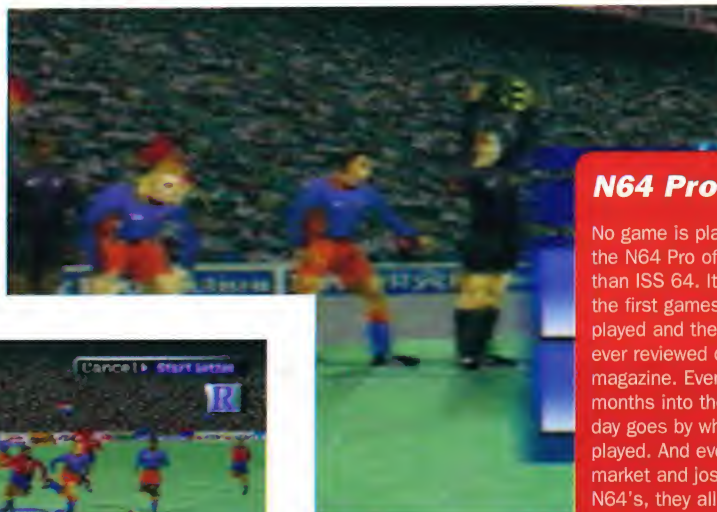 Cancel▶ Start button
R
N64 Pro
No game is pla
the N64 Pro of
than ISS 64. It
the first games
played and the
ever reviewed o
magazine. Ever
months into the
day goes by wh
played. And eve
market and jos
N64's, they all